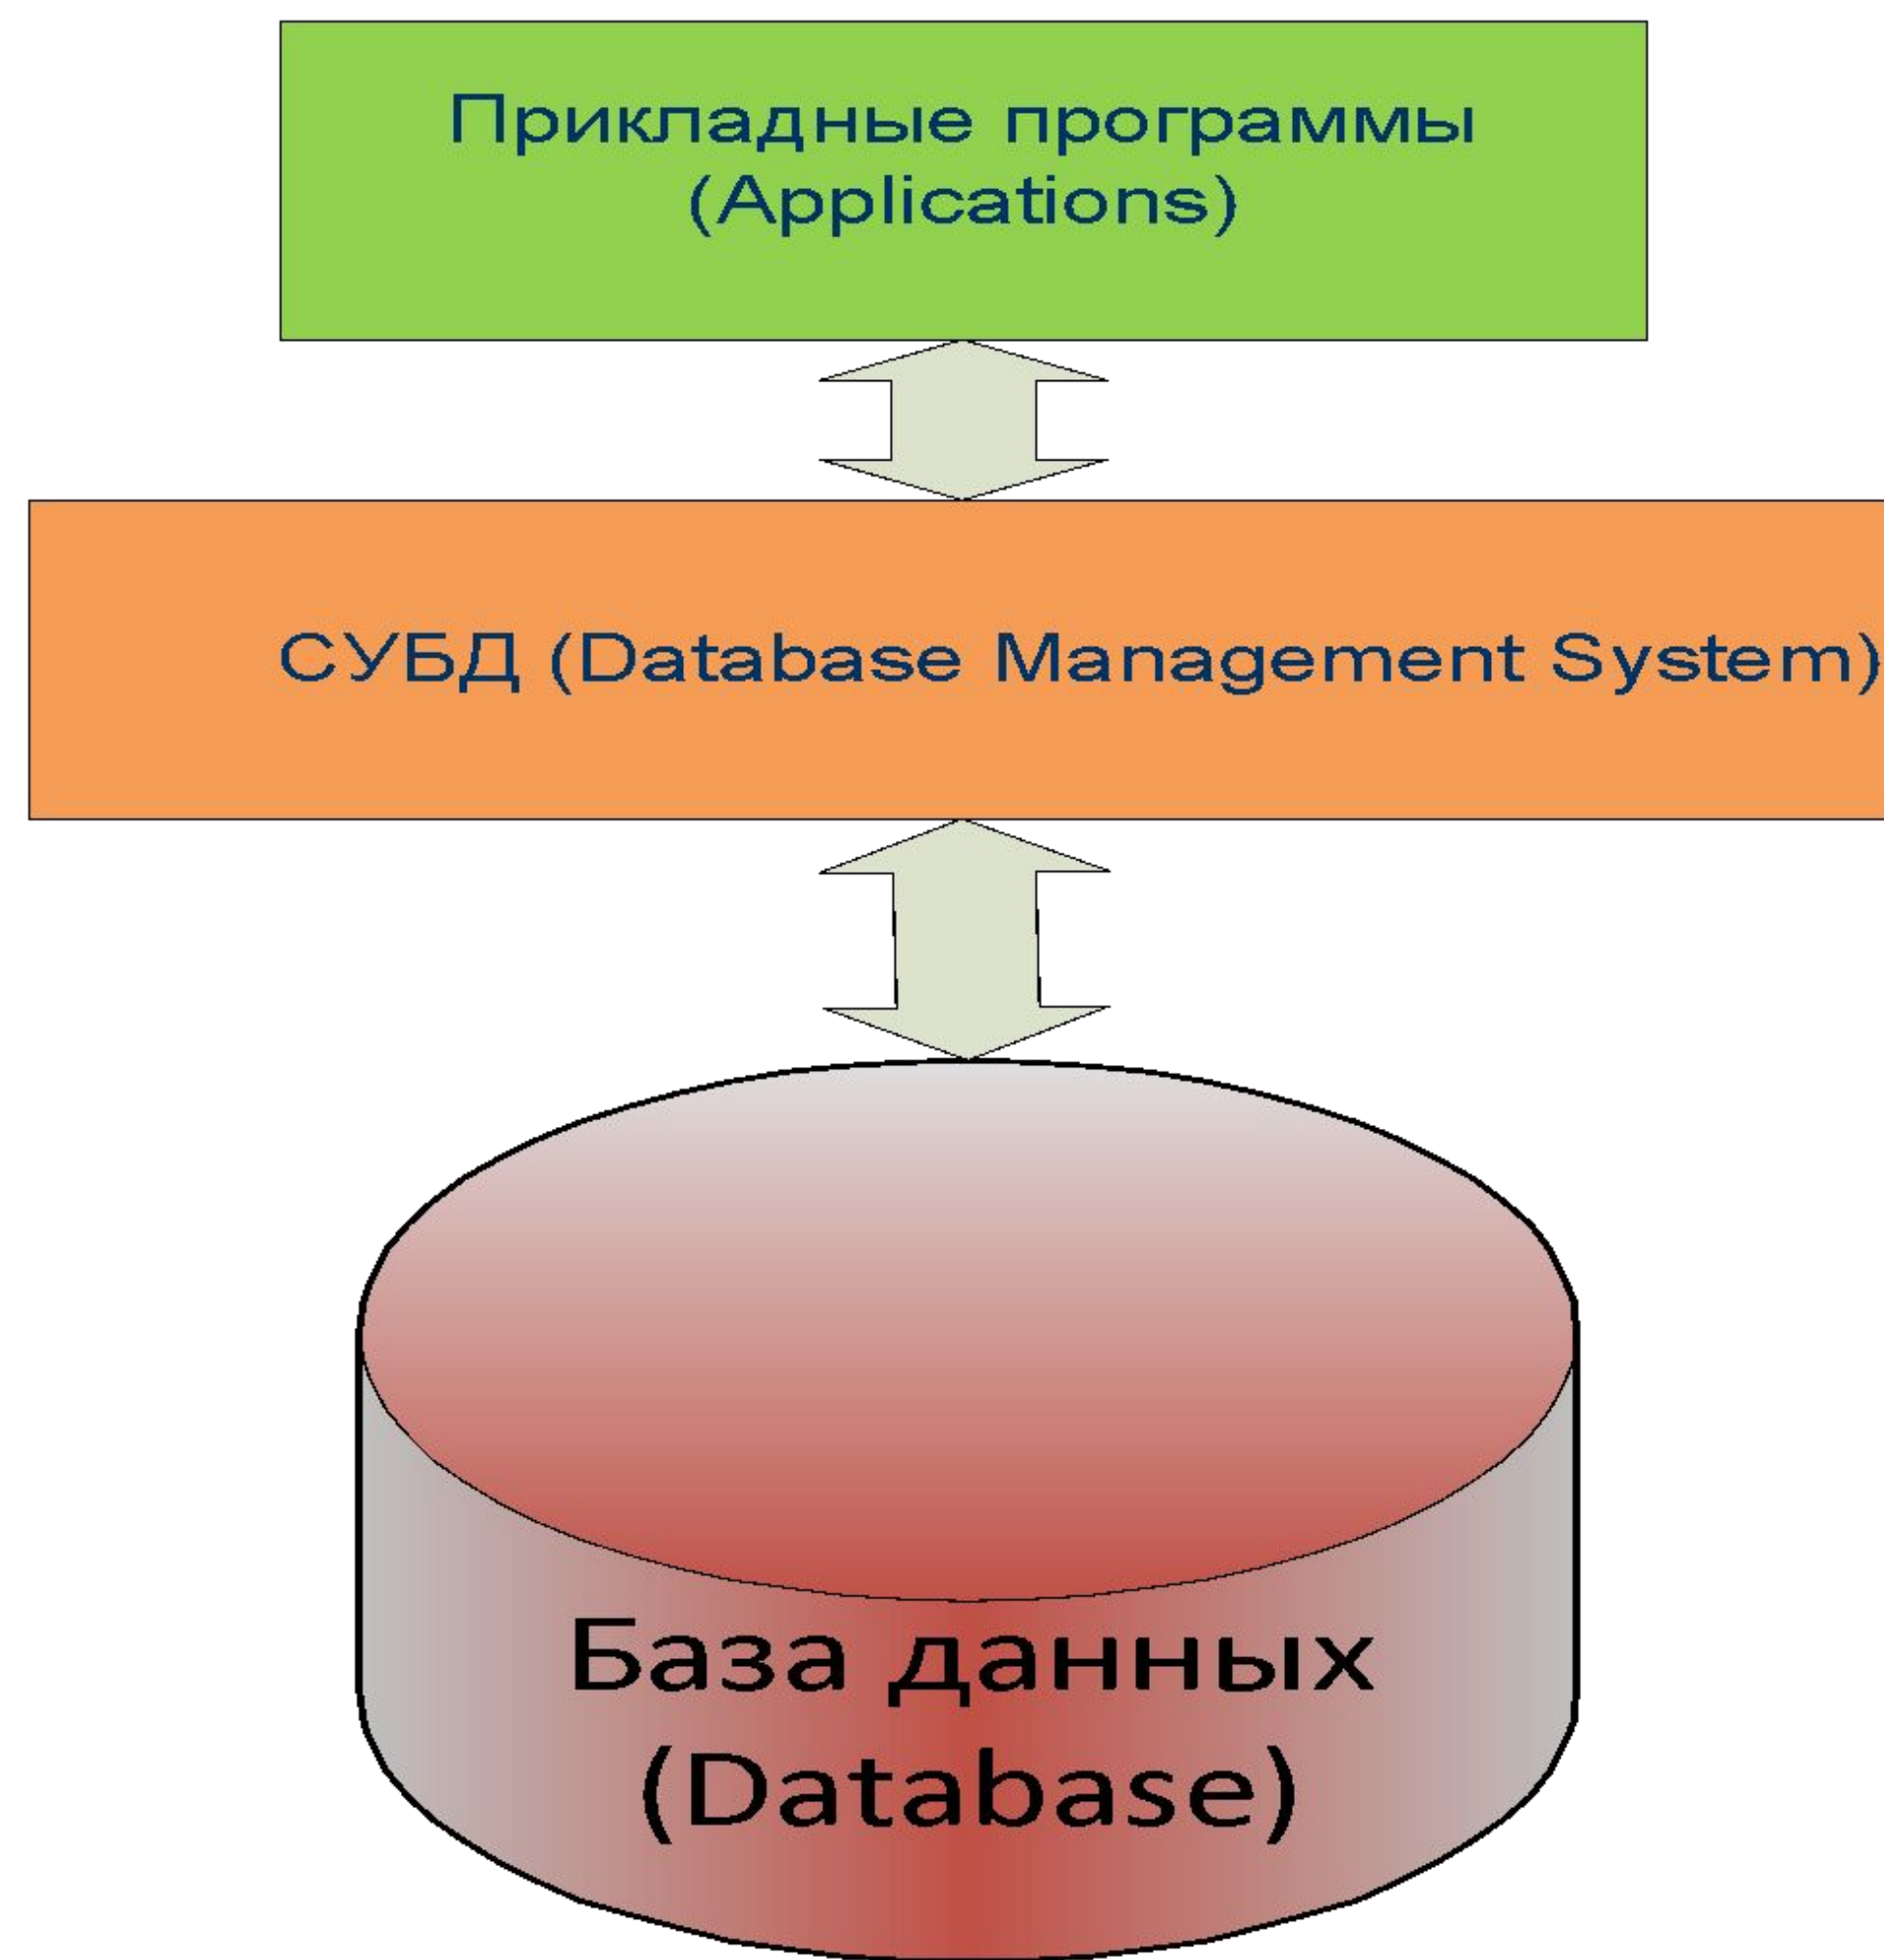 Прикладные программы
(Applications)
СУБД (Database Management System)
База данных
(Database)